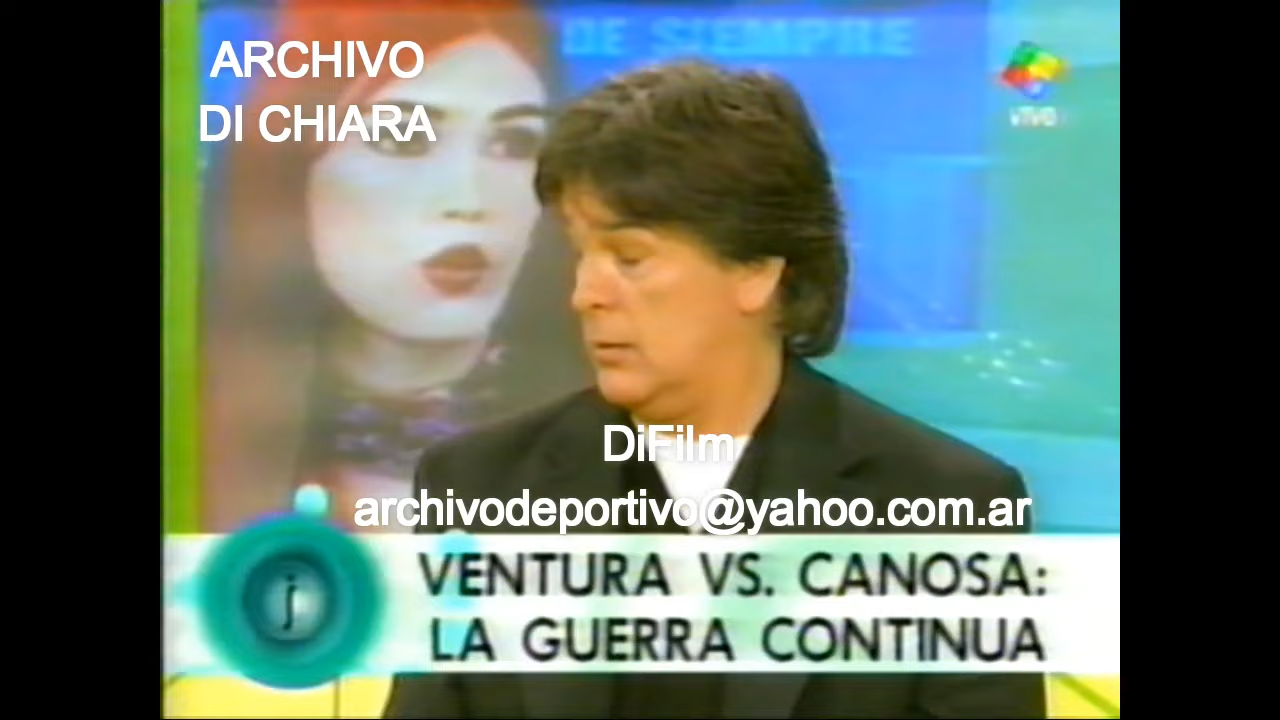 DE SIEMPRE
ARCHIVO
DI CHIARA
VIVO
DiFilm
archivodeportivo@yahoo.com.ar
j
VENTURA VS. CANOSA:
LA GUERRA CONTINUA